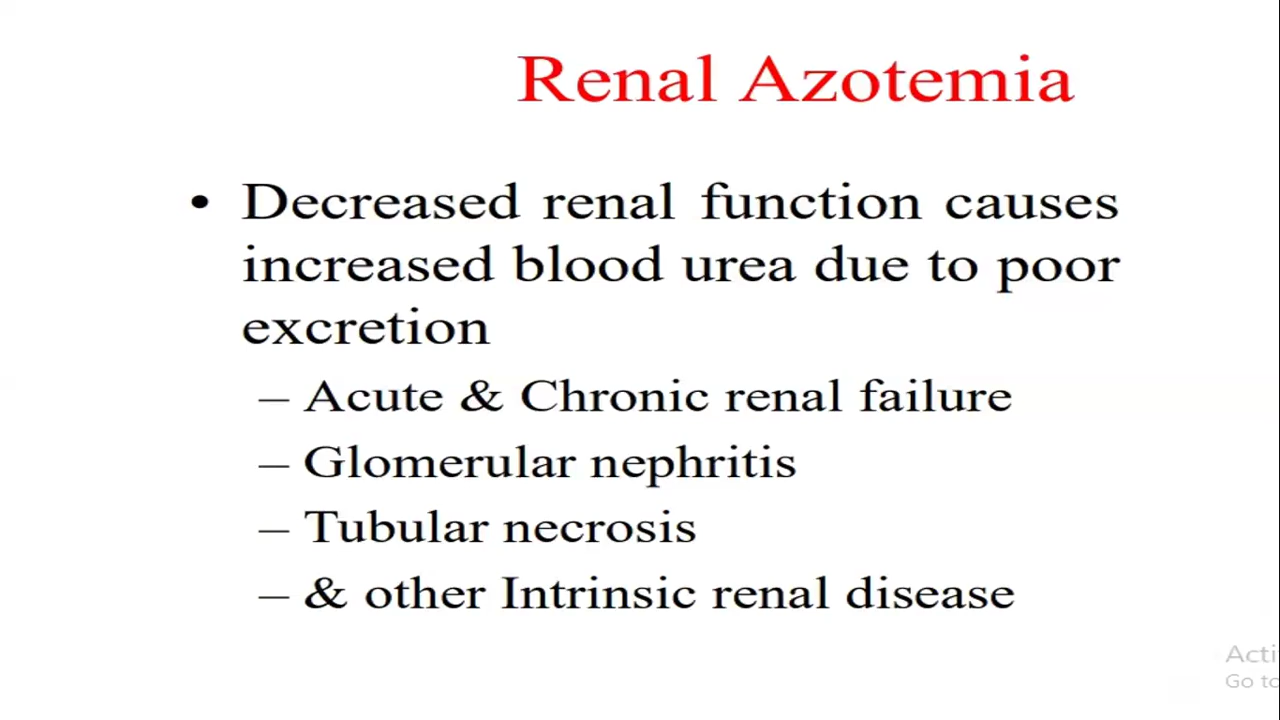 Renal Azotemia
• Decreased renal function causes
increased blood urea due to poor
excretion
– Acute & Chronic renal failure
– Glomerular nephritis
– Tubular necrosis
– & other Intrinsic renal disease
Acti
Go to